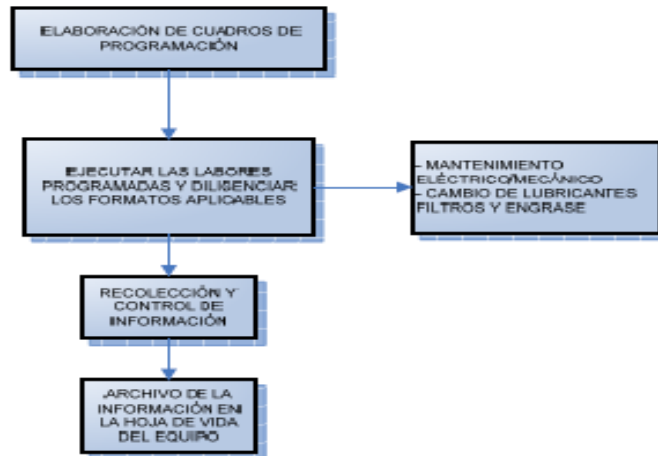 ELABORACIÓN DE CUADROS DE
PROGRAMACIÓN
EJECUTAR LAS LABORES
PROGRAMADAS Y DILISENCIAR
LOS FORMATOS APLICABLES
- MANTENIMIENTO
ELÉCTRICO/MECÁNICO
- CAMBIO DE LUBRICANTES
FILTROS Y ENGRASE
RECOLECCIÓN Y
CONTROL DE
INFORMACIÓN
ARCHIVO DE LA
INFORMACIÓN EN
LA HOJA DE VIDA
DEL EQUIPO